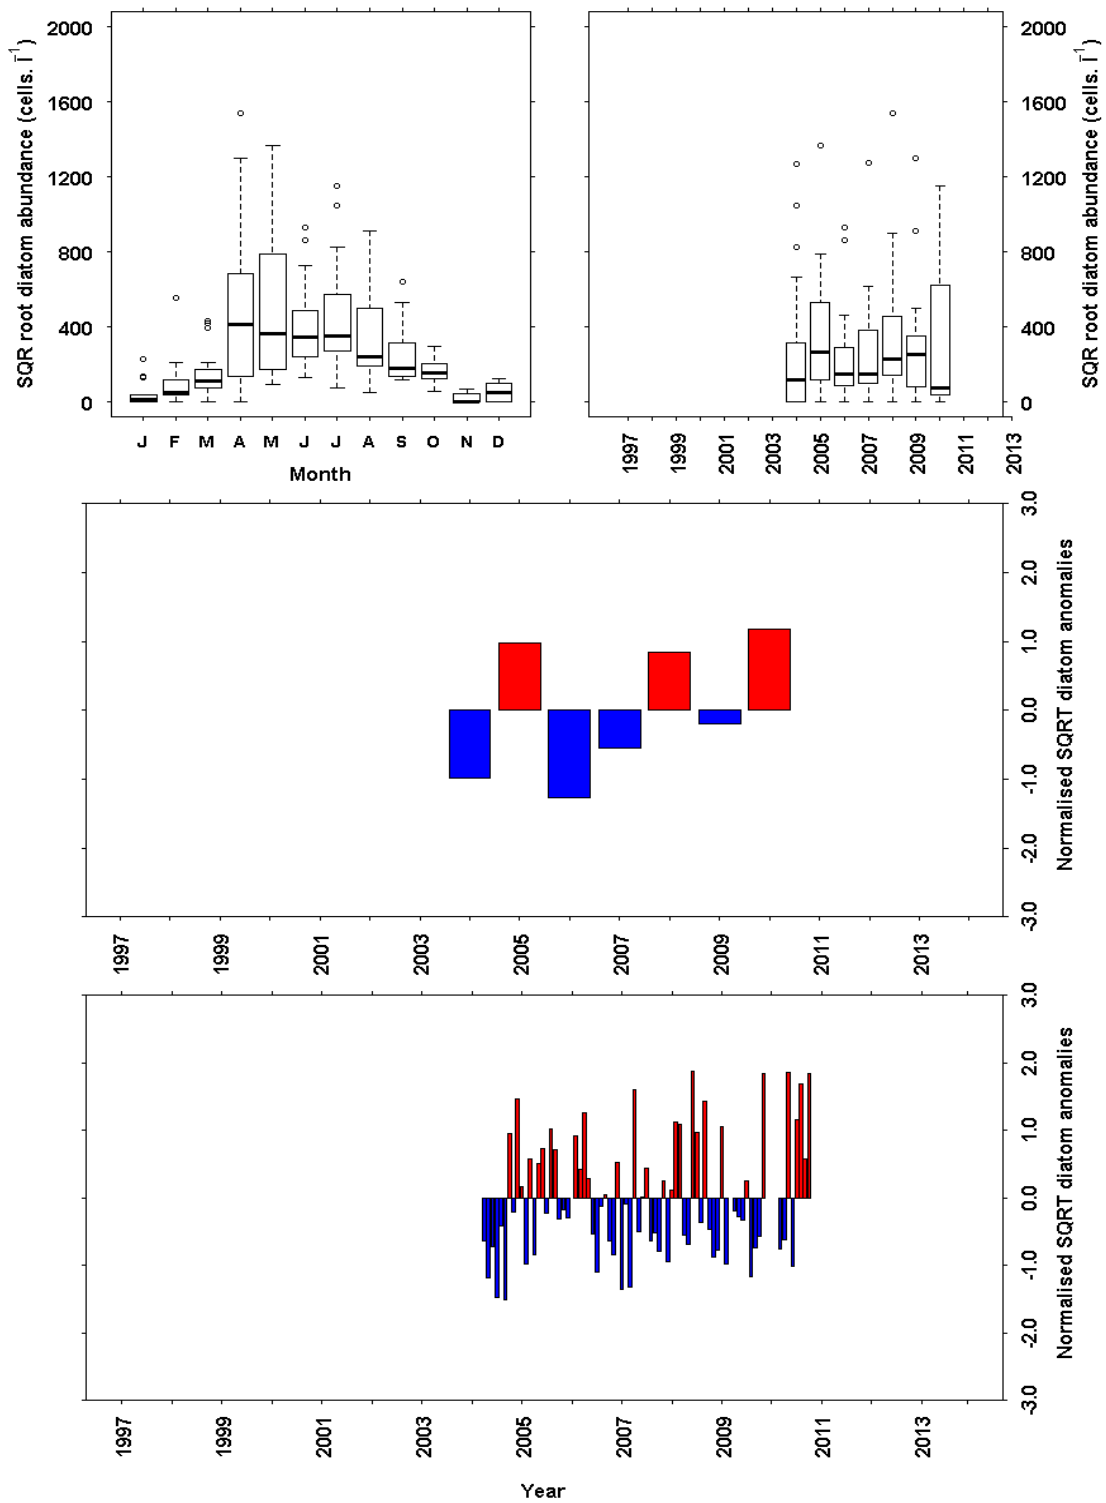 SQR root diatom abundance (cells. l̄¹)
2000
1600
1200
800
400
0
J F M A M J J A S O N D
Month
2000
1600
1200
800
400
0
SQR root diatom abundance (cells. l̄¹)
1997 1999 2001 2003 2005 2007 2009 2011 2013
3.0
2.0
1.0
0.0
-1.0
-2.0
-3.0
Normalised SQRT diatom anomalies
1997 1999 2001 2003 2005 2007 2009 2011 2013
3.0
2.0
1.0
0.0
-1.0
-2.0
-3.0
Normalised SQRT diatom anomalies
1997 1999 2001 2003 2005 2007 2009 2011 2013
Year